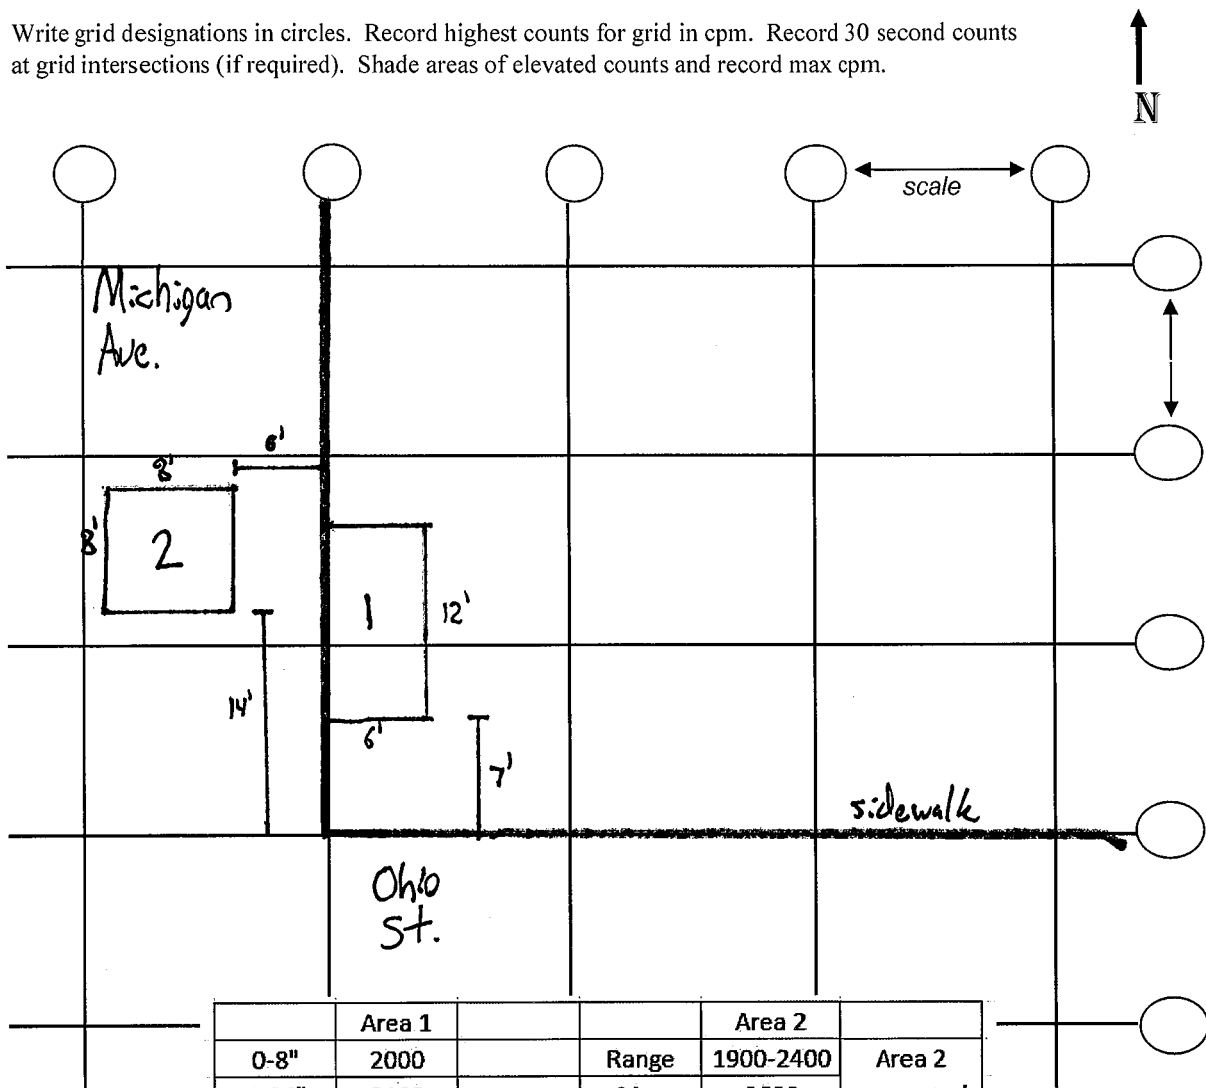 Write grid designations in circles. Record highest counts for grid in cpm. Record 30 second counts
at grid intersections (if required). Shade areas of elevated counts and record max cpm.
N
scale
Michigan
Ave.
6'
8'
8'
2
1
12'
14'
6'
7'
sidewalk
Ohio
St.
Area 1 Area 2
0-8" 2000 Range 1900-2400 Area 2